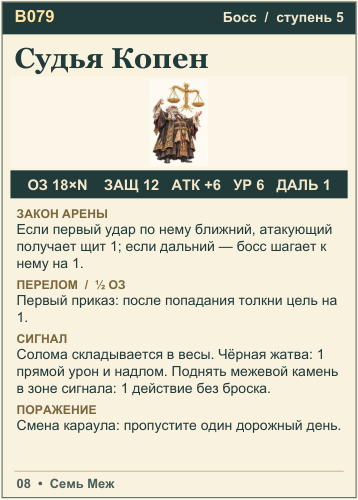 B079
Босс / ступень 5
Судья Копен
ОЗ 18×N ЗАЩ 12 АТК +6 УР 6 ДАЛЬ 1
ЗАКОН АРЕНЫ
Если первый удар по нему ближний, атакующий
получает щит 1; если дальний — босс шагает к
нему на 1.
ПЕРЕЛОМ / ½ ОЗ
Первый приказ: после попадания толкни цель на
1.
СИГНАЛ
Солома складывается в весы. Чёрная жатва: 1
прямой урон и надлом. Поднять межевой камень
в зоне сигнала: 1 действие без броска.
ПОРАЖЕНИЕ
Смена караула: пропустите один дорожный день.
08 • Семь Меж